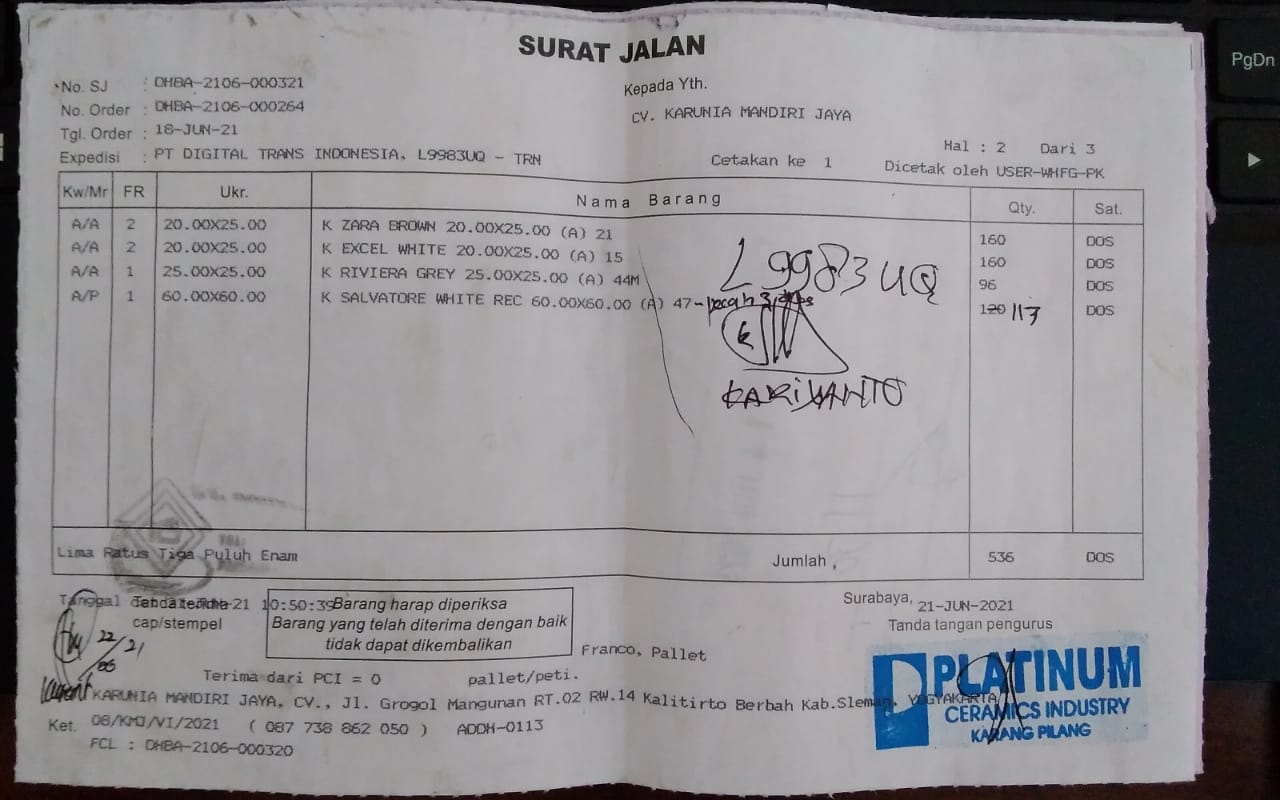 SURAT JALAN
No. SJ : DHBA-2106-000321
No. Order : DHBA-2106-000264
Tgl. Order : 18-JUN-21
Expedisi : PT DIGITAL TRANS INDONESIA, L9983UQ - TRN
Kepada Yth.
CV. KARUNIA MANDIRI JAYA
Hal : 2 Dari 3
Cetakan ke 1 Dicetak oleh USER-WHFG-PK
Kw/Mr FR Ukr. Nama Barang Qty. Sat.
A/A 2 20.00X25.00 K ZARA BROWN 20.00X25.00 (A) 21 160 DOS
A/A 2 20.00X25.00 K EXCEL WHITE 20.00X25.00 (A) 15 160 DOS
A/A 1 25.00X25.00 K RIVIERA GREY 25.00X25.00 (A) 44M 96 DOS
A/P 1 60.00X60.00 K SALVATORE WHITE REC 60.00X60.00 (A) 47 - pecah 3 dos 120 117 DOS
L9983UQ
KARIYANTO
Lima Ratus Tiga Puluh Enam Jumlah , 536 DOS
Tanggal 21 10:50:39
Tanda terima
cap/stempel
22/06 21
Barang harap diperiksa
Barang yang telah diterima dengan baik
tidak dapat dikembalikan
Franco, Pallet
Surabaya, 21-JUN-2021
Tanda tangan pengurus
Terima dari PCI = 0 pallet/peti.
KARUNIA MANDIRI JAYA, CV., Jl. Grogol Mangunan RT.02 RW.14 Kalitirto Berbah Kab.Sleman, YOGYAKARTA
Ket. 08/KMJ/VI/2021 ( 087 738 862 050 ) ADDH-0113
FCL : DHBA-2106-000320
PLATINUM
CERAMICS INDUSTRY
KARANG PILANG
PgDn